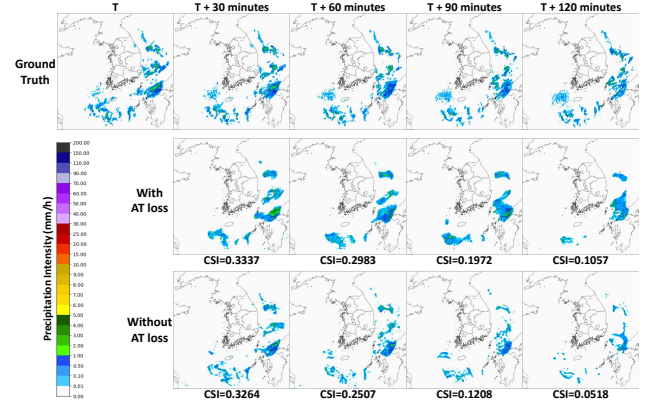 T
T + 30 minutes
T + 60 minutes
T + 90 minutes
T + 120 minutes
Ground
Truth
Precipitation Intensity (mm/h)
200.00
150.00
110.00
90.00
70.00
60.00
50.00
40.00
30.00
25.00
20.00
15.00
10.00
9.00
8.00
7.00
6.00
5.00
4.00
3.00
2.00
1.00
0.50
0.10
0.01
0.00
With
AT loss
CSI=0.3337
CSI=0.2983
CSI=0.1972
CSI=0.1057
Without
AT loss
CSI=0.3264
CSI=0.2507
CSI=0.1208
CSI=0.0518